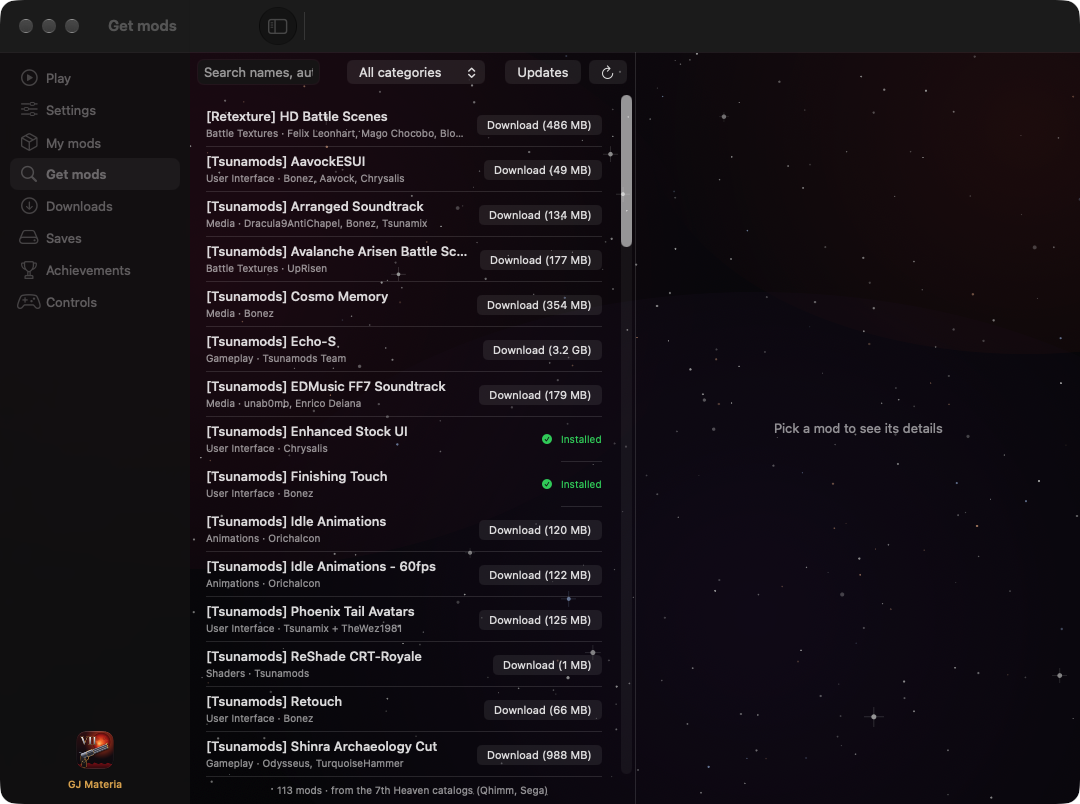 Get mods
Play
Settings
My mods
Get mods
Downloads
Saves
Achievements
Controls
VII
GJ Materia
Search names, aut
All categories
Updates
[Retexture] HD Battle Scenes
Battle Textures · Felix Leonhart, Mago Chocobo, Blo...
Download (486 MB)
[Tsunamods] AavockESUI
User Interface · Bonez, Aavock, Chrysalis
Download (49 MB)
[Tsunamods] Arranged Soundtrack
Media · Dracula9AntiChapel, Bonez, Tsunamix
Download (134 MB)
[Tsunamods] Avalanche Arisen Battle Sc...
Battle Textures · UpRisen
Download (177 MB)
[Tsunamods] Cosmo Memory
Media · Bonez
Download (354 MB)
[Tsunamods] Echo-S
Gameplay · Tsunamods Team
Download (3.2 GB)
[Tsunamods] EDMusic FF7 Soundtrack
Media · unab0mb, Enrico Deiana
Download (179 MB)
[Tsunamods] Enhanced Stock UI
User Interface · Chrysalis
Installed
[Tsunamods] Finishing Touch
User Interface · Bonez
Installed
[Tsunamods] Idle Animations
Animations · Orichalcon
Download (120 MB)
[Tsunamods] Idle Animations - 60fps
Animations · Orichalcon
Download (122 MB)
[Tsunamods] Phoenix Tail Avatars
User Interface · Tsunamix + TheWez1981
Download (125 MB)
[Tsunamods] ReShade CRT-Royale
Shaders · Tsunamods
Download (1 MB)
[Tsunamods] Retouch
User Interface · Bonez
Download (66 MB)
[Tsunamods] Shinra Archaeology Cut
Gameplay · Odysseus, TurquoiseHammer
Download (988 MB)
113 mods · from the 7th Heaven catalogs (Qhimm, Sega)
Pick a mod to see its details